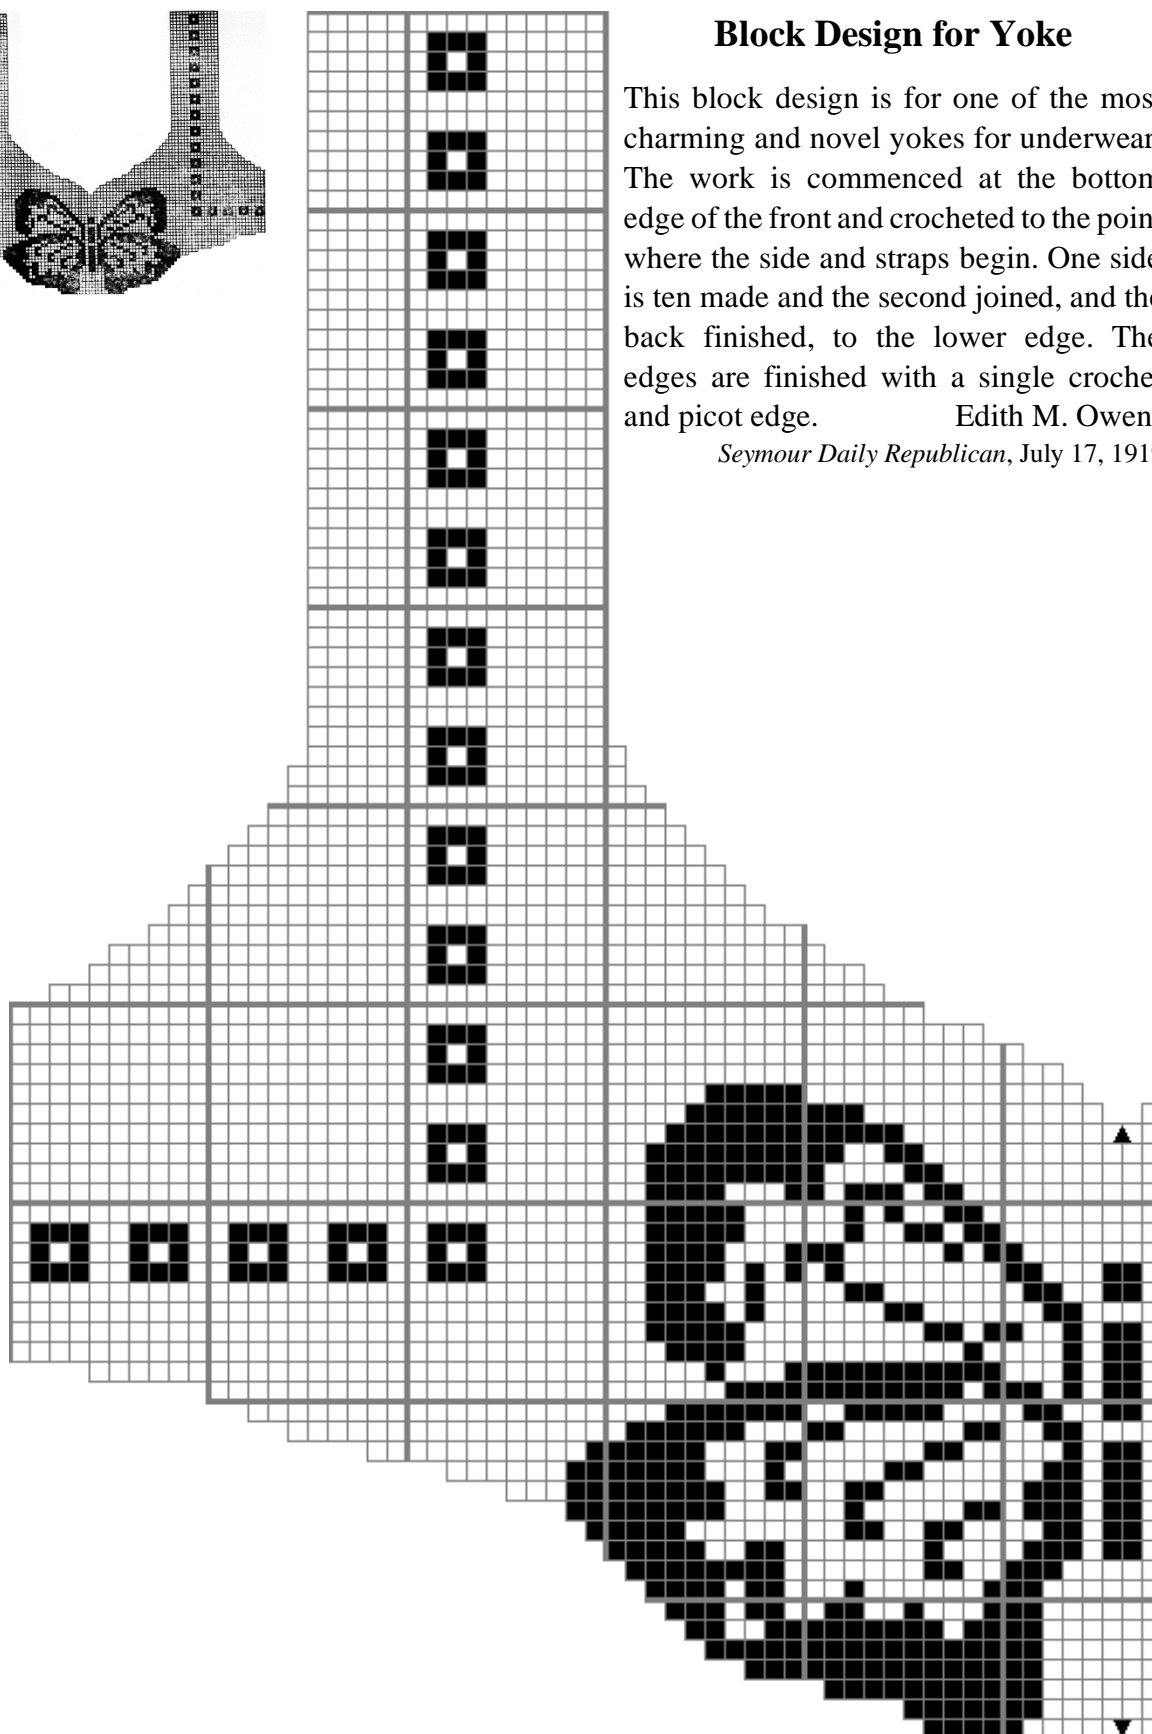 Block Design for Yoke
This block design is for one of the mos
charming and novel yokes for underwear
The work is commenced at the bottom
edge of the front and crocheted to the poin
where the side and straps begin. One side
is ten made and the second joined, and the
back finished, to the lower edge. The
edges are finished with a single croche
and picot edge. Edith M. Owen
Seymour Daily Republican, July 17, 191